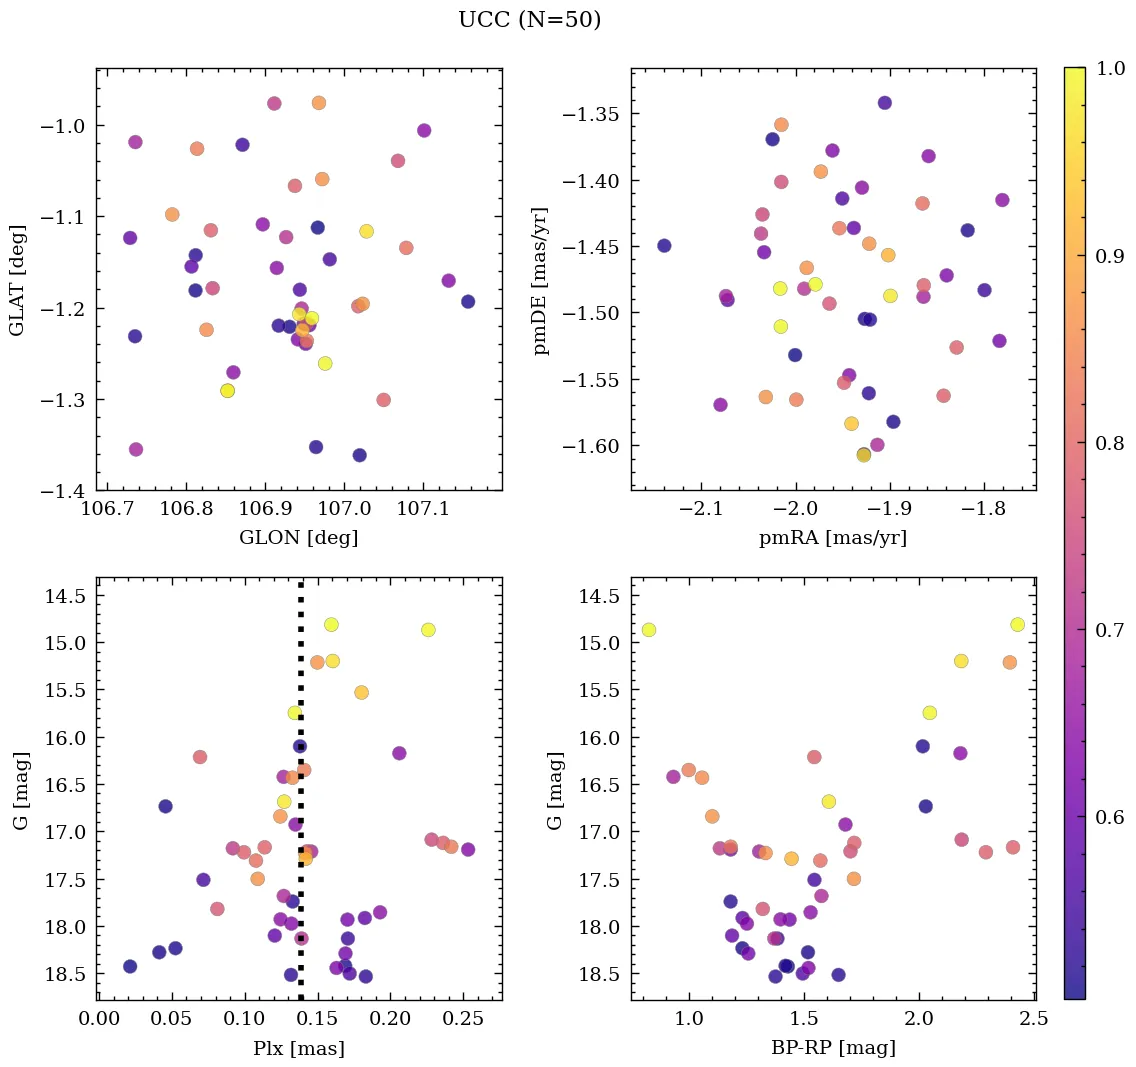 UCC (N=50)
−1.0
−1.1
−1.2
−1.3
−1.4
GLAT [deg]
106.7 106.8 106.9 107.0 107.1
GLON [deg]
−1.35
−1.40
−1.45
−1.50
−1.55
−1.60
pmDE [mas/yr]
−2.1 −2.0 −1.9 −1.8
pmRA [mas/yr]
14.5
15.0
15.5
16.0
16.5
17.0
17.5
18.0
18.5
G [mag]
0.00 0.05 0.10 0.15 0.20 0.25
Plx [mas]
14.5
15.0
15.5
16.0
16.5
17.0
17.5
18.0
18.5
G [mag]
1.0 1.5 2.0 2.5
BP-RP [mag]
1.0
0.9
0.8
0.7
0.6